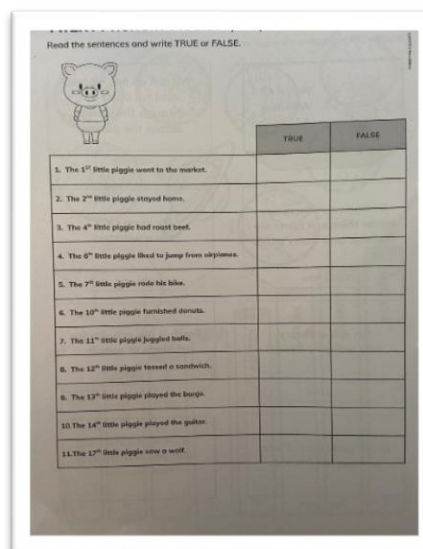 Read the sentences and write TRUE or FALSE.
TRUE FALSE
1. The 1ST little piggie went to the market.
2. The 2nd little piggie stayed home.
3. The 4th little piggie had roast beef.
4. The 6th little piggie liked to jump from airplanes.
5. The 7th little piggie rode his bike.
6. The 10th little piggie furnished donuts.
7. The 11th little piggie juggled balls.
8. The 12th little piggie tossed a sandwich.
9. The 13th little piggie played the banjo.
10.The 14th little piggie played the guitar.
11.The 17th little piggie saw a wolf.